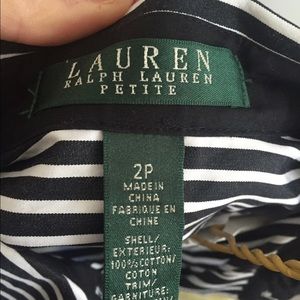 LAUREN
RALPH LAUREN
PETITE
2P
MADE IN
CHINA
FABRIQUE EN
CHINE
SHELL/
EXTERIEUR:
100% COTTON/
COTON
TRIM/
GARNITURE: